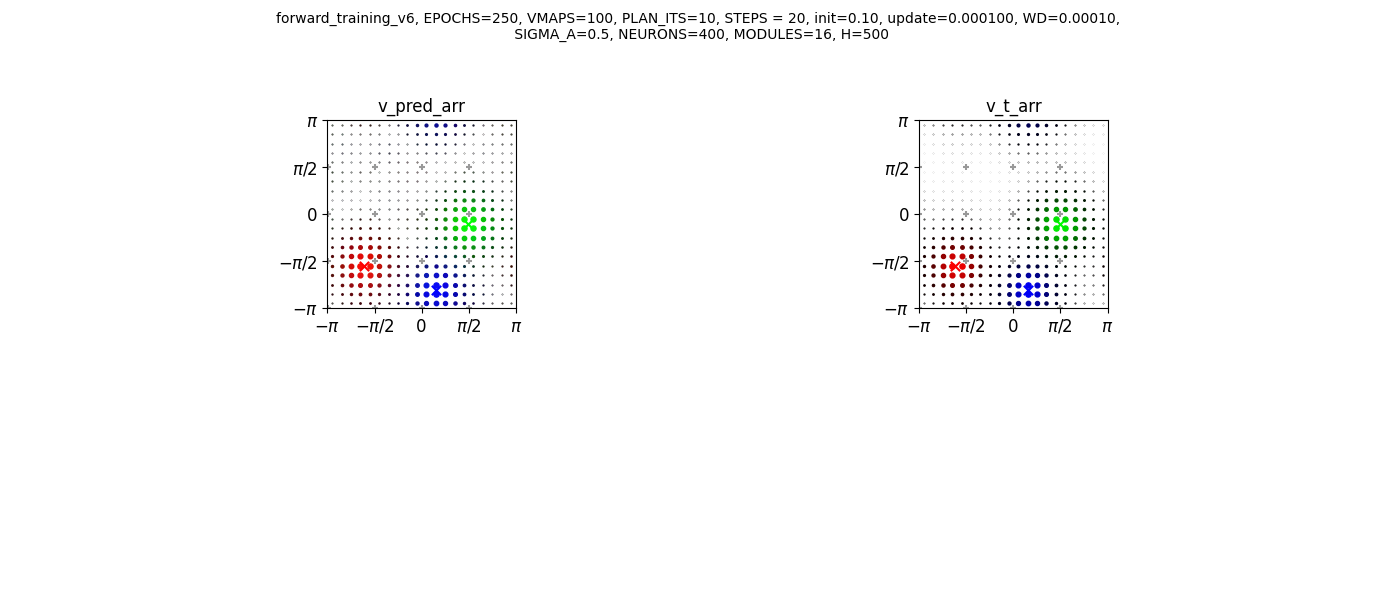 forward_training_v6, EPOCHS=250, VMAPS=100, PLAN_ITS=10, STEPS = 20, init=0.10, update=0.000100, WD=0.00010,
SIGMA_A=0.5, NEURONS=400, MODULES=16, H=500
v_pred_arr
π
π/2
0
−π/2
−π
−π −π/2 0 π/2 π
v_t_arr
π
π/2
0
−π/2
−π
−π −π/2 0 π/2 π